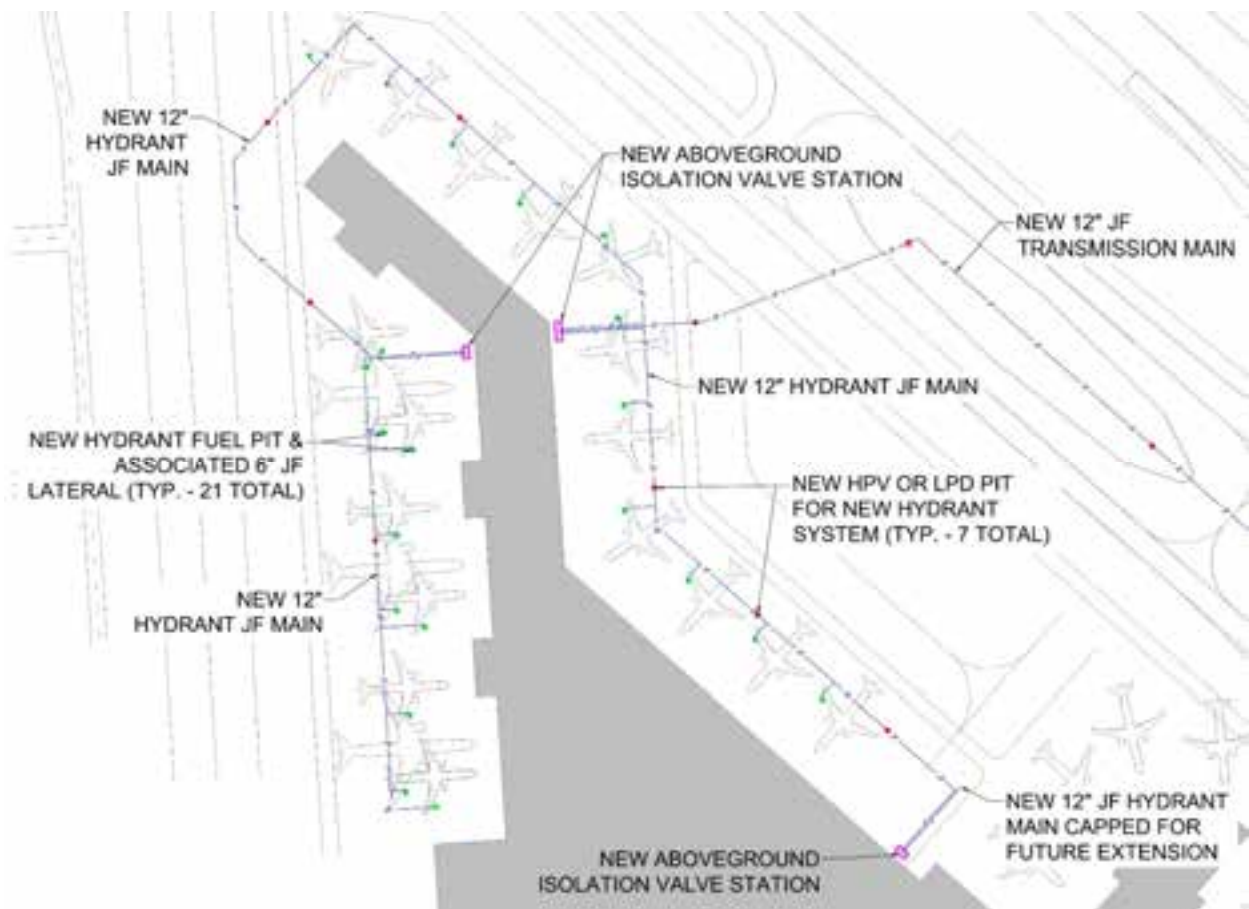 NEW 12"
HYDRANT
JF MAIN
NEW ABOVEGROUND
ISOLATION VALVE STATION
NEW 12" JF
TRANSMISSION MAIN
NEW 12" HYDRANT JF MAIN
NEW HYDRANT FUEL PIT &
ASSOCIATED 6" JF
LATERAL (TYP. - 21 TOTAL)
NEW HPV OR LPD PIT
FOR NEW HYDRANT
SYSTEM (TYP. - 7 TOTAL)
NEW 12"
HYDRANT JF MAIN
NEW 12" JF HYDRANT
MAIN CAPPED FOR
FUTURE EXTENSION
NEW ABOVEGROUND
ISOLATION VALVE STATION